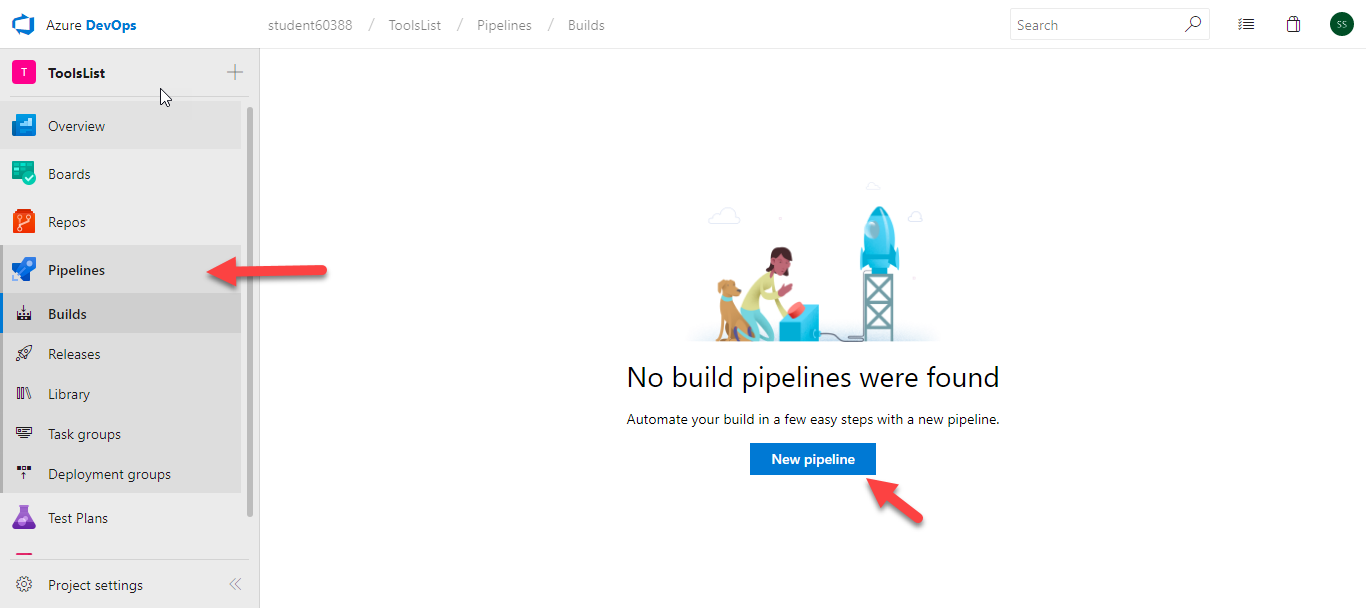 Azure DevOps
student60388 / ToolsList / Pipelines / Builds
Search
SS
T ToolsList
Overview
Boards
Repos
Pipelines
Builds
Releases
Library
Task groups
Deployment groups
Test Plans
Project settings
No build pipelines were found
Automate your build in a few easy steps with a new pipeline.
New pipeline